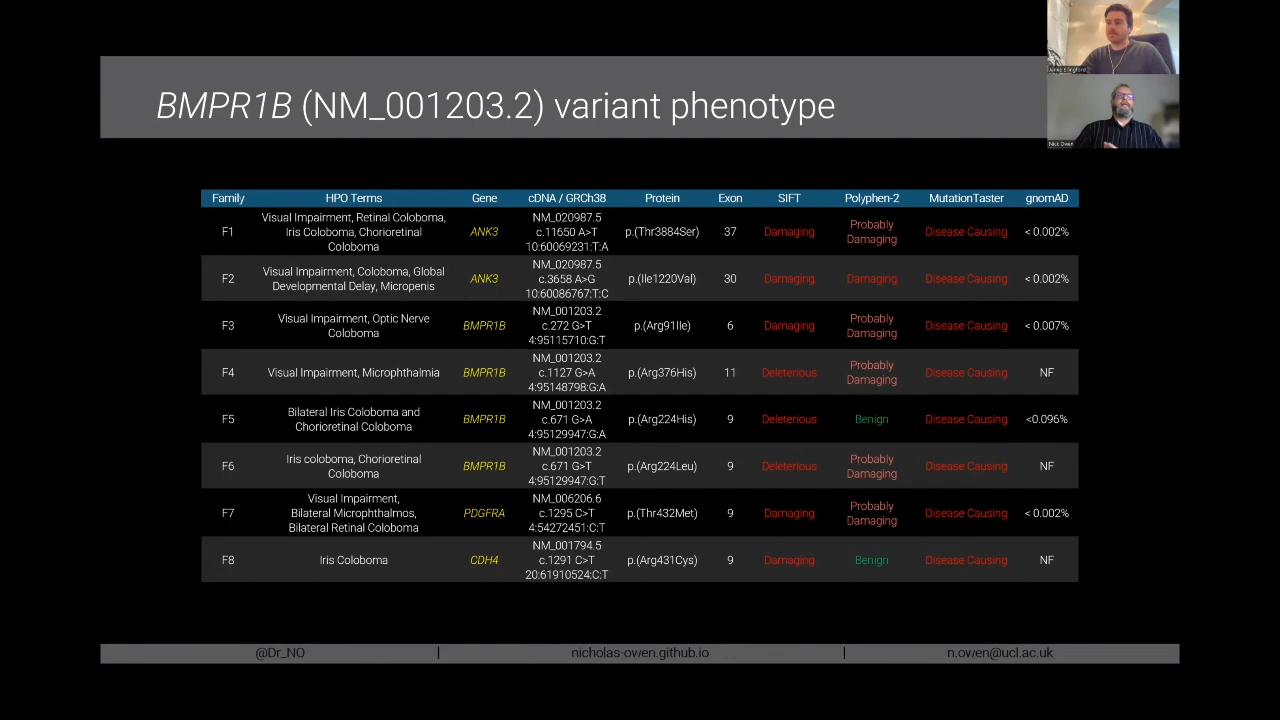 Jamie Ellingford
BMPR1B (NM_001203.2) variant phenotype
Nick Owen
Family HPO Terms Gene cDNA / GRCh38 Protein Exon SIFT Polyphen-2 MutationTaster gnomAD
F1 Visual Impairment, Retinal Coloboma, Iris Coloboma, Chorioretinal Coloboma ANK3 NM_020987.5 c.11650 A>T 10:60069231:T:A p.(Thr3884Ser) 37 Damaging Probably Damaging Disease Causing < 0.002%
F2 Visual Impairment, Coloboma, Global Developmental Delay, Micropenis ANK3 NM_020987.5 c.3658 A>G 10:60086767:T:C p.(Ile1220Val) 30 Damaging Damaging Disease Causing < 0.002%
F3 Visual Impairment, Optic Nerve Coloboma BMPR1B NM_001203.2 c.272 G>T 4:95115710:G:T p.(Arg91Ile) 6 Damaging Probably Damaging Disease Causing < 0.007%
F4 Visual Impairment, Microphthalmia BMPR1B NM_001203.2 c.1127 G>A 4:95148798:G:A p.(Arg376His) 11 Deleterious Probably Damaging Disease Causing NF
F5 Bilateral Iris Coloboma and Chorioretinal Coloboma BMPR1B NM_001203.2 c.671 G>A 4:95129947:G:A p.(Arg224His) 9 Deleterious Benign Disease Causing <0.096%
F6 Iris coloboma, Chorioretinal Coloboma BMPR1B NM_001203.2 c.671 G>T 4:95129947:G:T p.(Arg224Leu) 9 Deleterious Probably Damaging Disease Causing NF
F7 Visual Impairment, Bilateral Microphthalmos, Bilateral Retinal Coloboma PDGFRA NM_006206.6 c.1295 C>T 4:54272451:C:T p.(Thr432Met) 9 Damaging Probably Damaging Disease Causing < 0.002%
F8 Iris Coloboma CDH4 NM_001794.5 c.1291 C>T 20:61910524:C:T p.(Arg431Cys) 9 Damaging Benign Disease Causing NF
@Dr_NO | nicholas-owen.github.io | n.owen@ucl.ac.uk